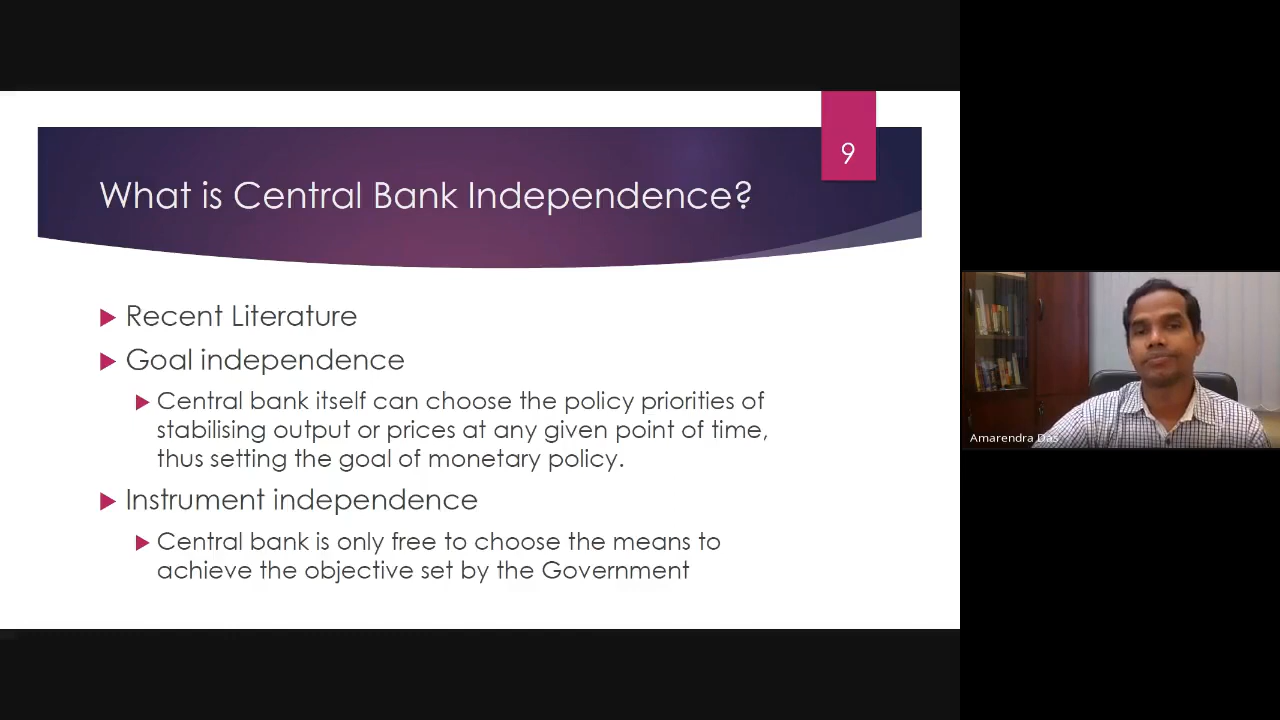 9
What is Central Bank Independence?
Recent Literature
Goal independence
Central bank itself can choose the policy priorities of
stabilising output or prices at any given point of time,
thus setting the goal of monetary policy.
Instrument independence
Central bank is only free to choose the means to
achieve the objective set by the Government
Amarendra Das